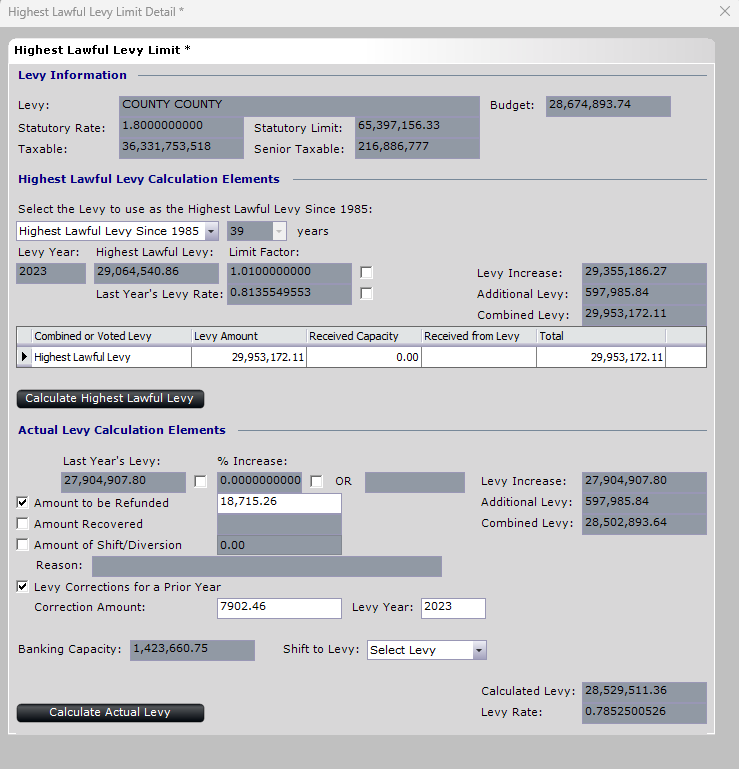 Highest Lawful Levy Limit Detail *
Highest Lawful Levy Limit *
Levy Information
Levy: COUNTY COUNTY Budget: 28,674,893.74
Statutory Rate: 1.8000000000 Statutory Limit: 65,397,156.33
Taxable: 36,331,753,518 Senior Taxable: 216,886,777
Highest Lawful Levy Calculation Elements
Select the Levy to use as the Highest Lawful Levy Since 1985:
Highest Lawful Levy Since 1985 39 years
Levy Year: Highest Lawful Levy: Limit Factor:
2023 29,064,540.86 1.0100000000 Levy Increase: 29,355,186.27
Last Year's Levy Rate: 0.8135549553 Additional Levy: 597,985.84
Combined Levy: 29,953,172.11
Combined or Voted Levy Levy Amount Received Capacity Received from Levy Total
Highest Lawful Levy 29,953,172.11 0.00 29,953,172.11
Calculate Highest Lawful Levy
Actual Levy Calculation Elements
Last Year's Levy: % Increase:
27,904,907.80 0.0000000000 OR Levy Increase: 27,904,907.80
Amount to be Refunded 18,715.26 Additional Levy: 597,985.84
Amount Recovered Combined Levy: 28,502,893.64
Amount of Shift/Diversion 0.00
Reason:
Levy Corrections for a Prior Year
Correction Amount: 7902.46 Levy Year: 2023
Banking Capacity: 1,423,660.75 Shift to Levy: Select Levy
Calculated Levy: 28,529,511.36
Calculate Actual Levy Levy Rate: 0.7852500526